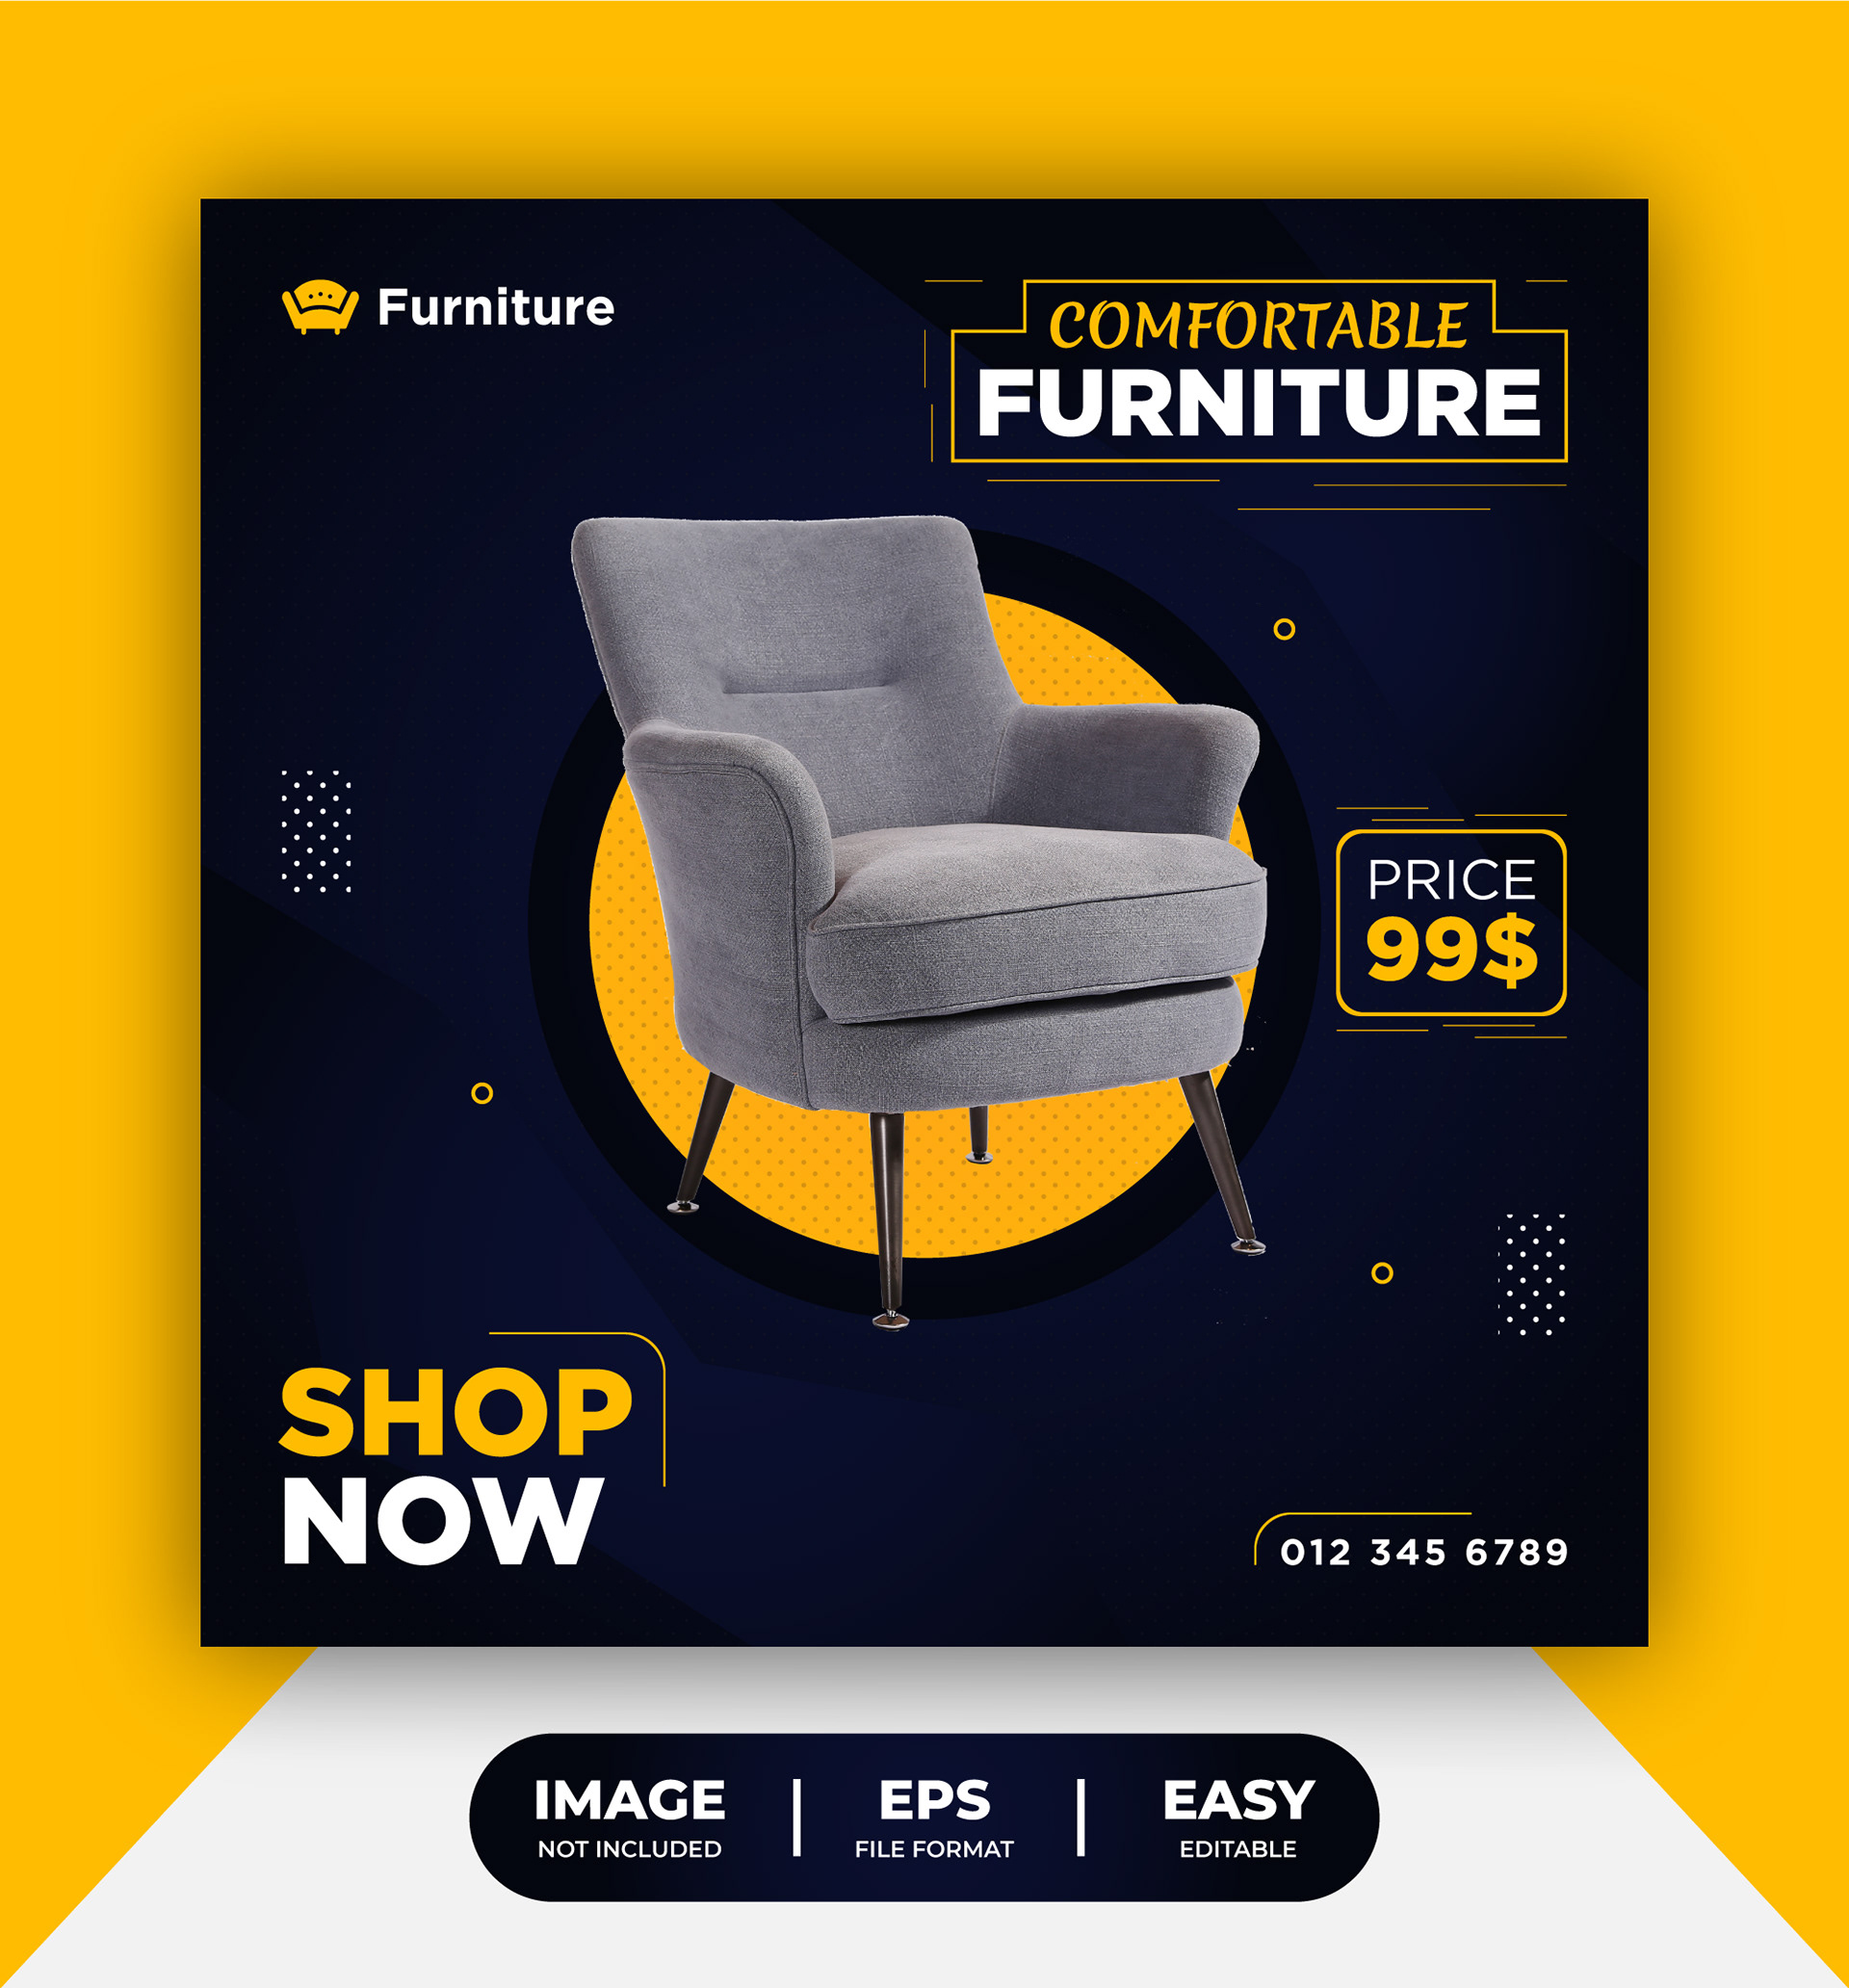 Furniture
COMFORTABLE
FURNITURE
PRICE
99$
SHOP
NOW
012 345 6789
IMAGE
NOT INCLUDED
EPS
FILE FORMAT
EASY
EDITABLE